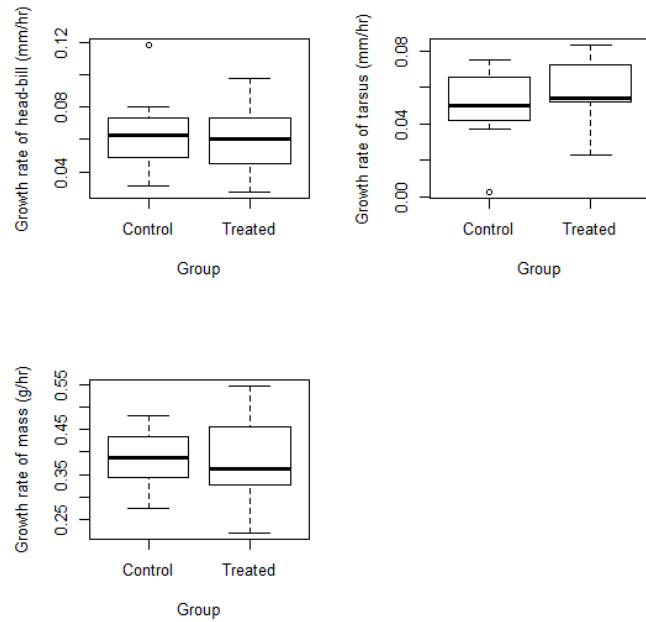 Growth rate of head-bill (mm/hr)
0.12
0.08
0.04
Control Treated
Group
Growth rate of tarsus (mm/hr)
0.08
0.04
0.00
Control Treated
Group
Growth rate of mass (g/hr)
0.55
0.45
0.35
0.25
Control Treated
Group